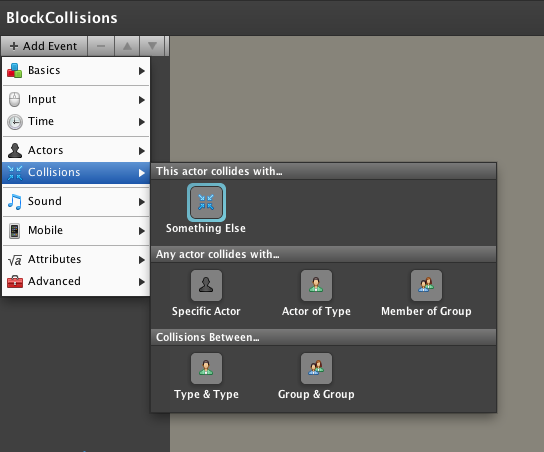 BlockCollisions
+ Add Event
Basics
Input
Time
Actors
Collisions
Sound
Mobile
√a Attributes
Advanced
This actor collides with...
Something Else
Any actor collides with...
Specific Actor Actor of Type Member of Group
Collisions Between...
Type & Type Group & Group